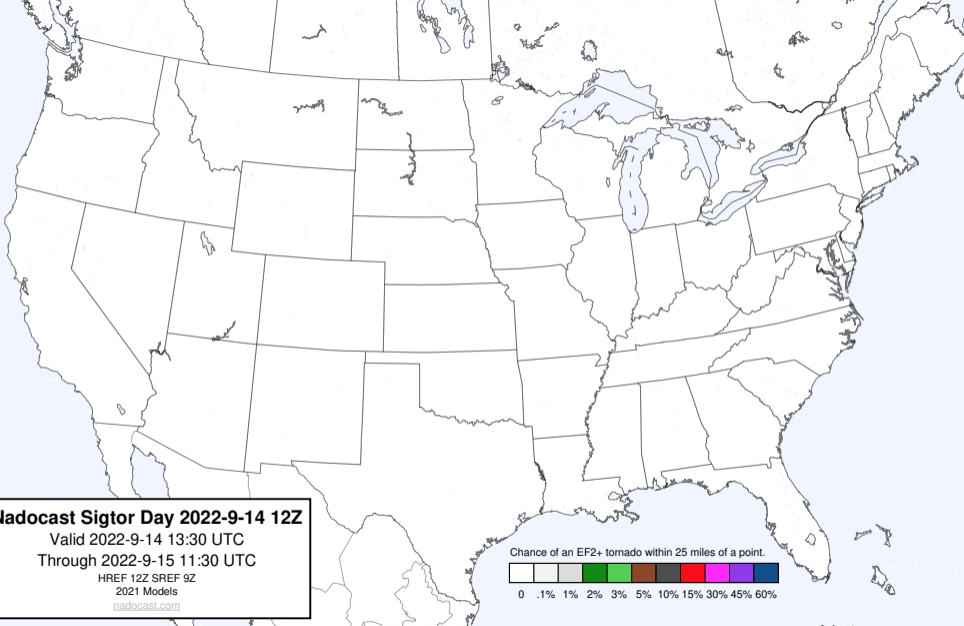 Nadocast Sigtor Day 2022-9-14 12Z
Valid 2022-9-14 13:30 UTC
Through 2022-9-15 11:30 UTC
HREF 12Z SREF 9Z
2021 Models
nadocast.com
Chance of an EF2+ tornado within 25 miles of a point.
0 .1% 1% 2% 3% 5% 10% 15% 30% 45% 60%